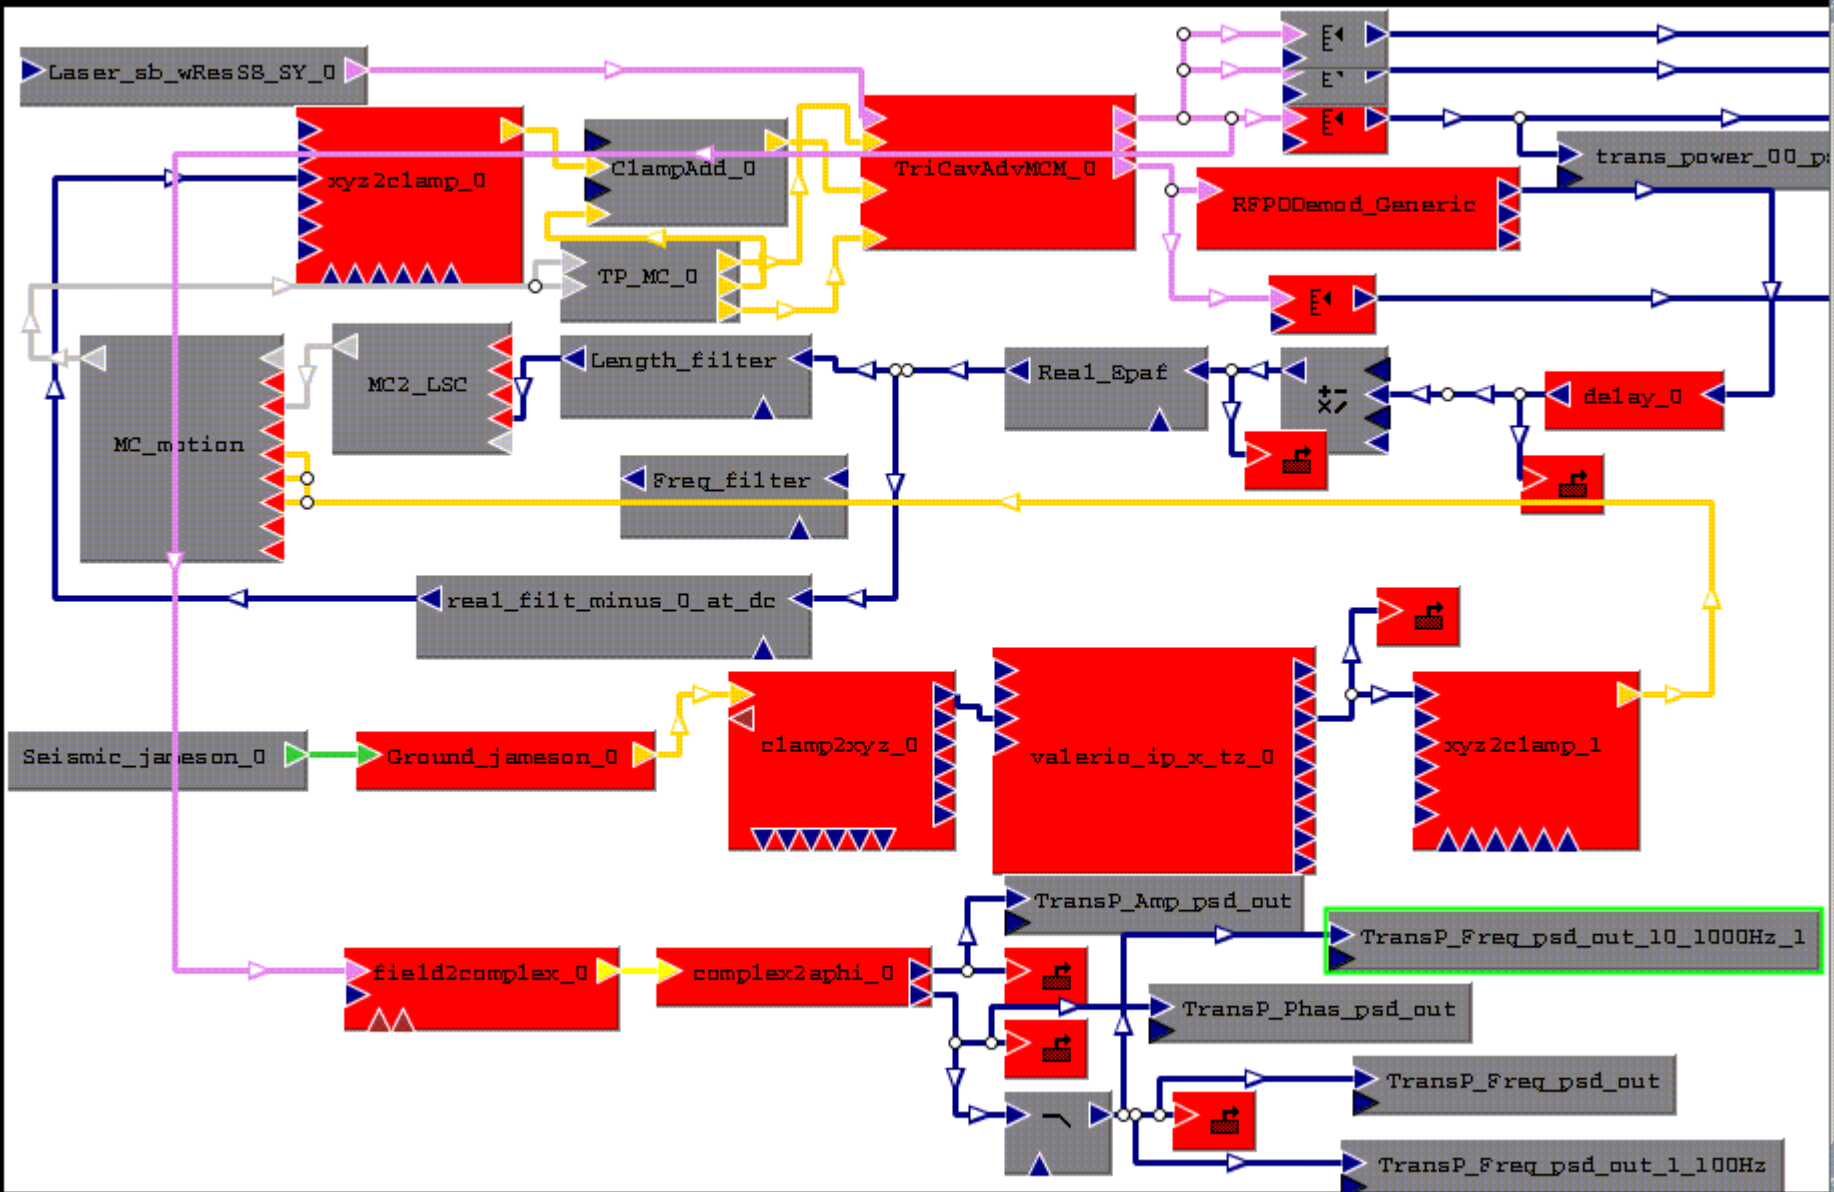 Laser_sb_wResSB_SY_0
xyz2clamp_0
ClampAdd_0
TriCavAdvMCM_0
trans_power_00_p
RFPDDemod_Generic
TP_MC_0
MC_motion
MC2_LSC
Length_filter
Real_Epaf
+-
×/
delay_0
Freq_filter
real_filt_minus_0_at_dc
Seismic_jameson_0
Ground_jameson_0
clamp2xyz_0
valerio_ip_x_tz_0
xyz2clamp_1
TransP_Amp_psd_out
TransP_Freq_psd_out_10_1000Hz_1
field2complex_0
complex2aphi_0
TransP_Phas_psd_out
TransP_Freq_psd_out
TransP_Freq_psd_out_1_100Hz